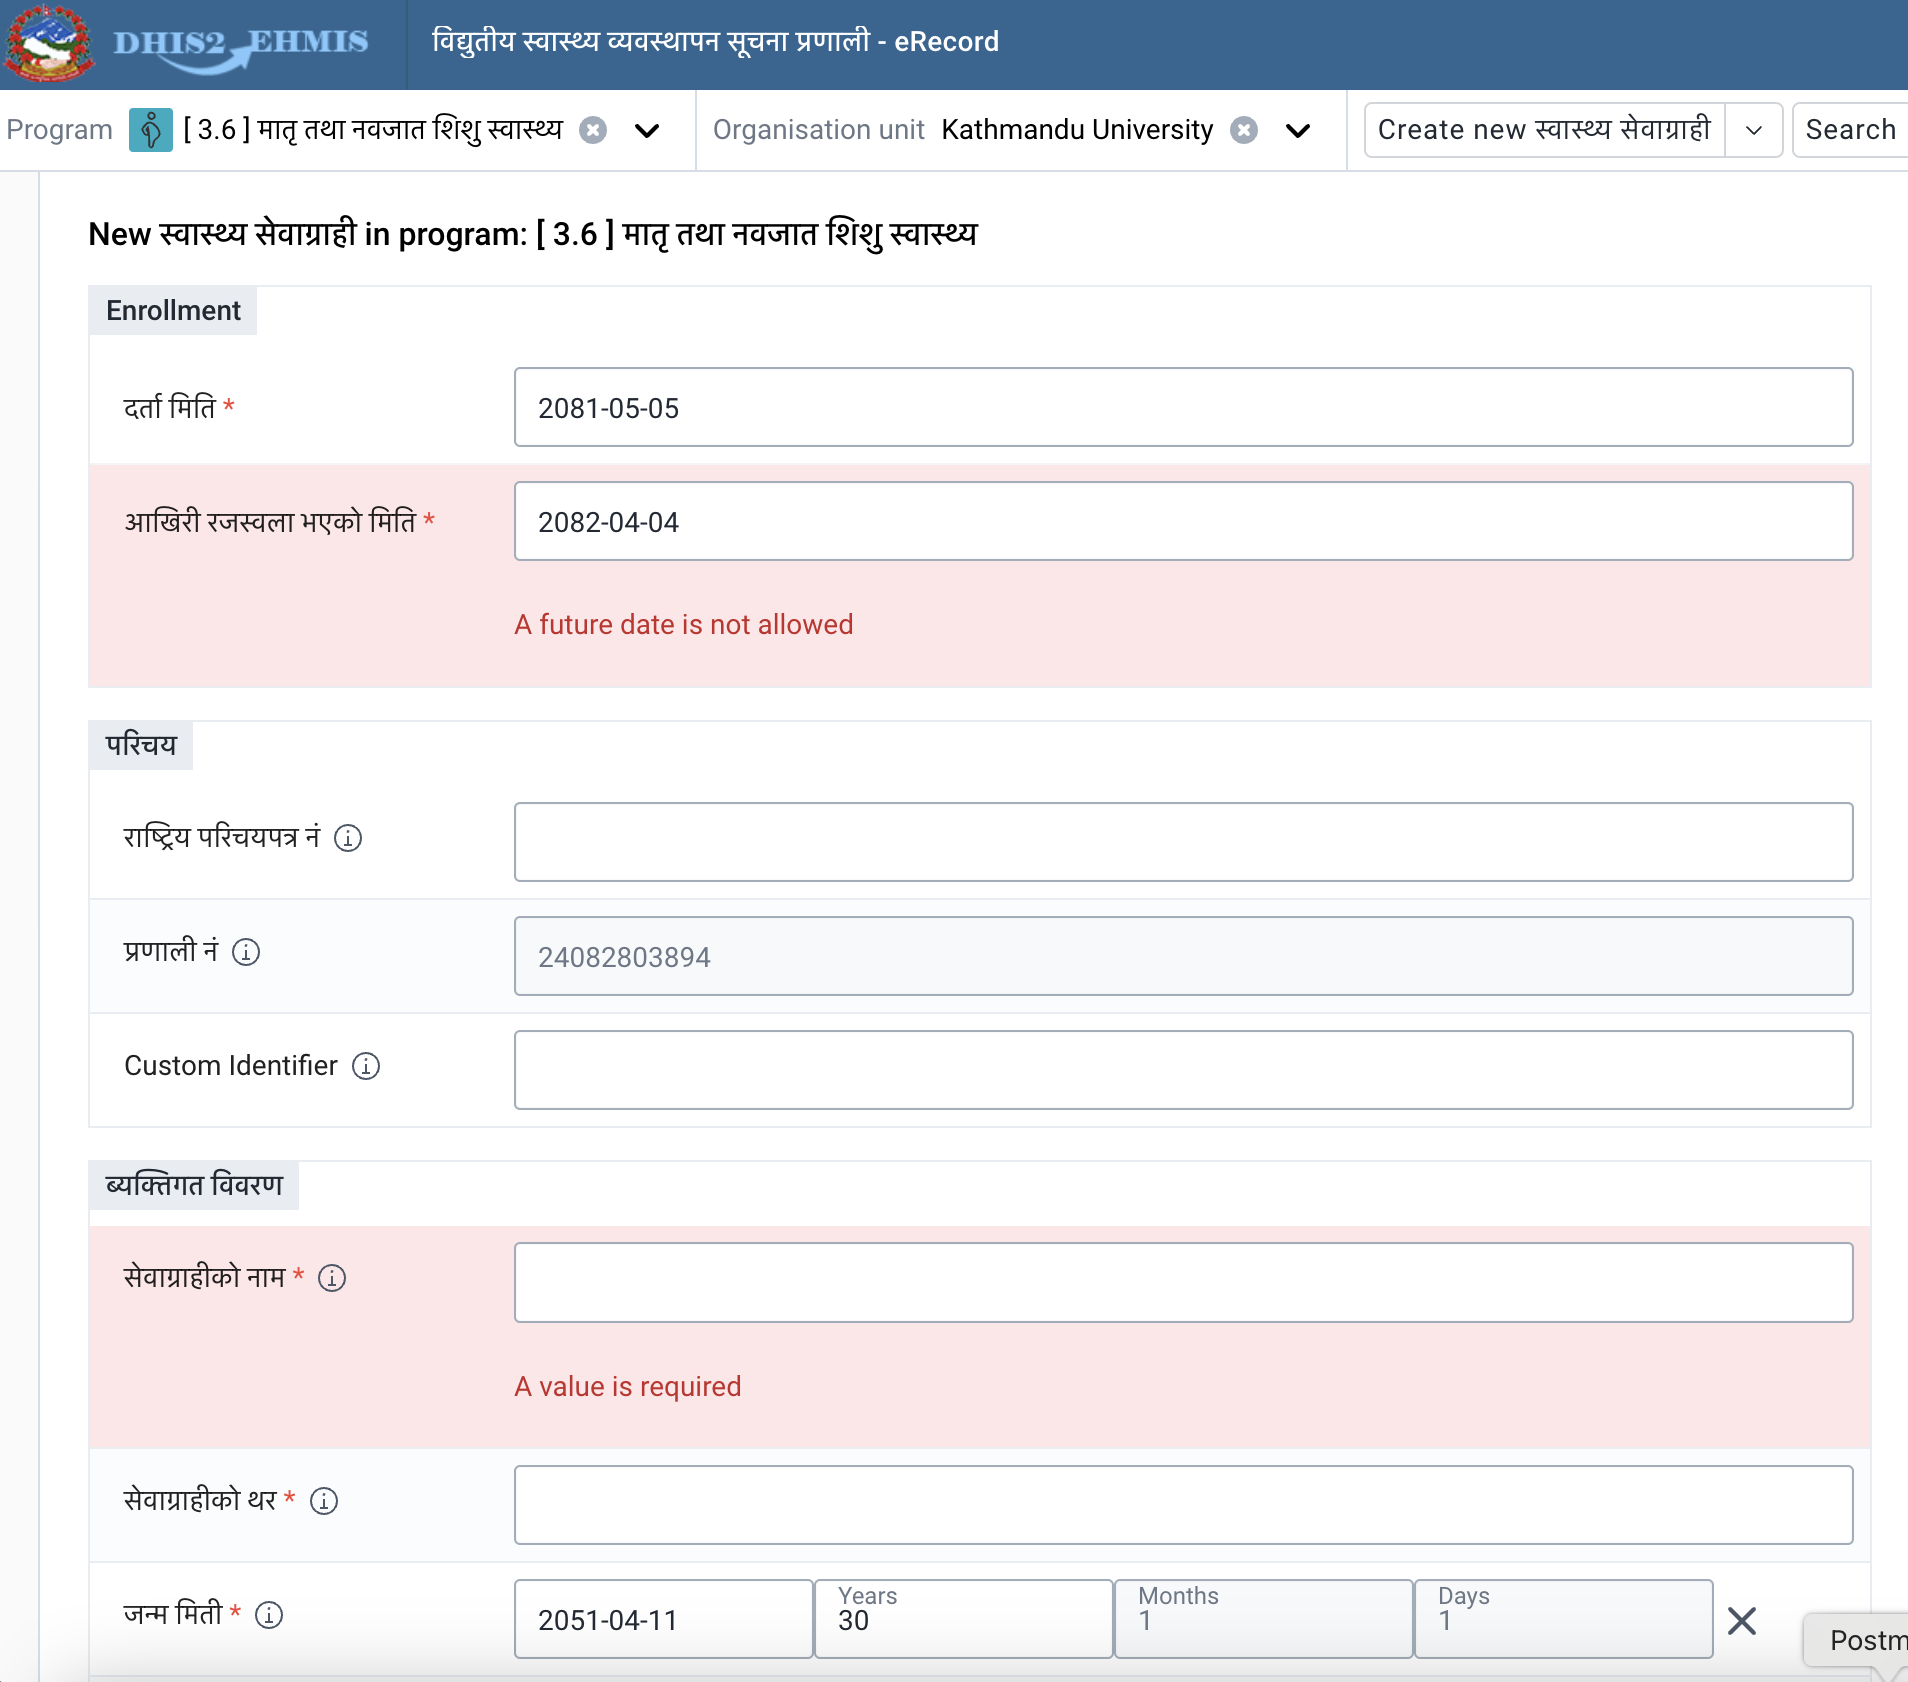 DHIS2 EHMIS
विद्युतीय स्वास्थ्य व्यवस्थापन सूचना प्रणाली - eRecord
Program [ 3.6 ] मातृ तथा नवजात शिशु स्वास्थ्य
Organisation unit Kathmandu University
Create new स्वास्थ्य सेवाग्राही
Search
New स्वास्थ्य सेवाग्राही in program: [ 3.6 ] मातृ तथा नवजात शिशु स्वास्थ्य
Enrollment
दर्ता मिति * 2081-05-05
आखिरी रजस्वला भएको मिति * 2082-04-04
A future date is not allowed
परिचय
राष्ट्रिय परिचयपत्र नं
प्रणाली नं 24082803894
Custom Identifier
ब्यक्तिगत विवरण
सेवाग्राहीको नाम *
A value is required
सेवाग्राहीको थर *
जन्म मिती * 2051-04-11 Years 30 Months 1 Days 1
Postm